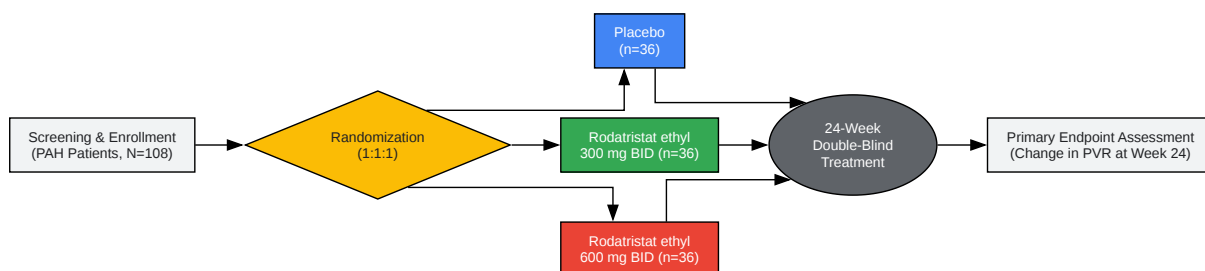 Screening & Enrollment
(PAH Patients, N=108)
Randomization
(1:1:1)
Placebo
(n=36)
Rodatristat ethyl
300 mg BID (n=36)
Rodatristat ethyl
600 mg BID (n=36)
24-Week
Double-Blind
Treatment
Primary Endpoint Assessment
(Change in PVR at Week 24)